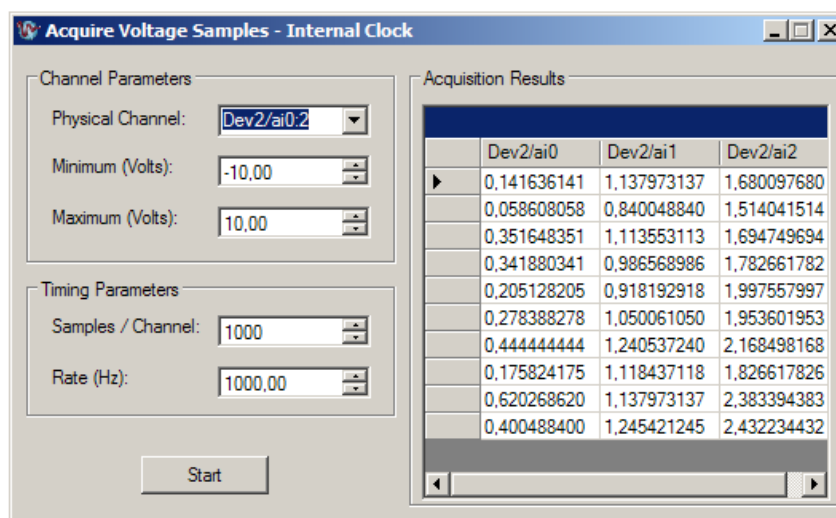 Acquire Voltage Samples - Internal Clock
Channel Parameters
Physical Channel: Dev2/ai0:2
Minimum (Volts): -10,00
Maximum (Volts): 10,00
Timing Parameters
Samples / Channel: 1000
Rate (Hz): 1000,00
Start
Acquisition Results
Dev2/ai0 Dev2/ai1 Dev2/ai2
0,141636141 1,137973137 1,680097680
0,058608058 0,840048840 1,514041514
0,351648351 1,113553113 1,694749694
0,341880341 0,986568986 1,782661782
0,205128205 0,918192918 1,997557997
0,278388278 1,050061050 1,953601953
0,444444444 1,240537240 2,168498168
0,175824175 1,118437118 1,826617826
0,620268620 1,137973137 2,383394383
0,400488400 1,245421245 2,432234432